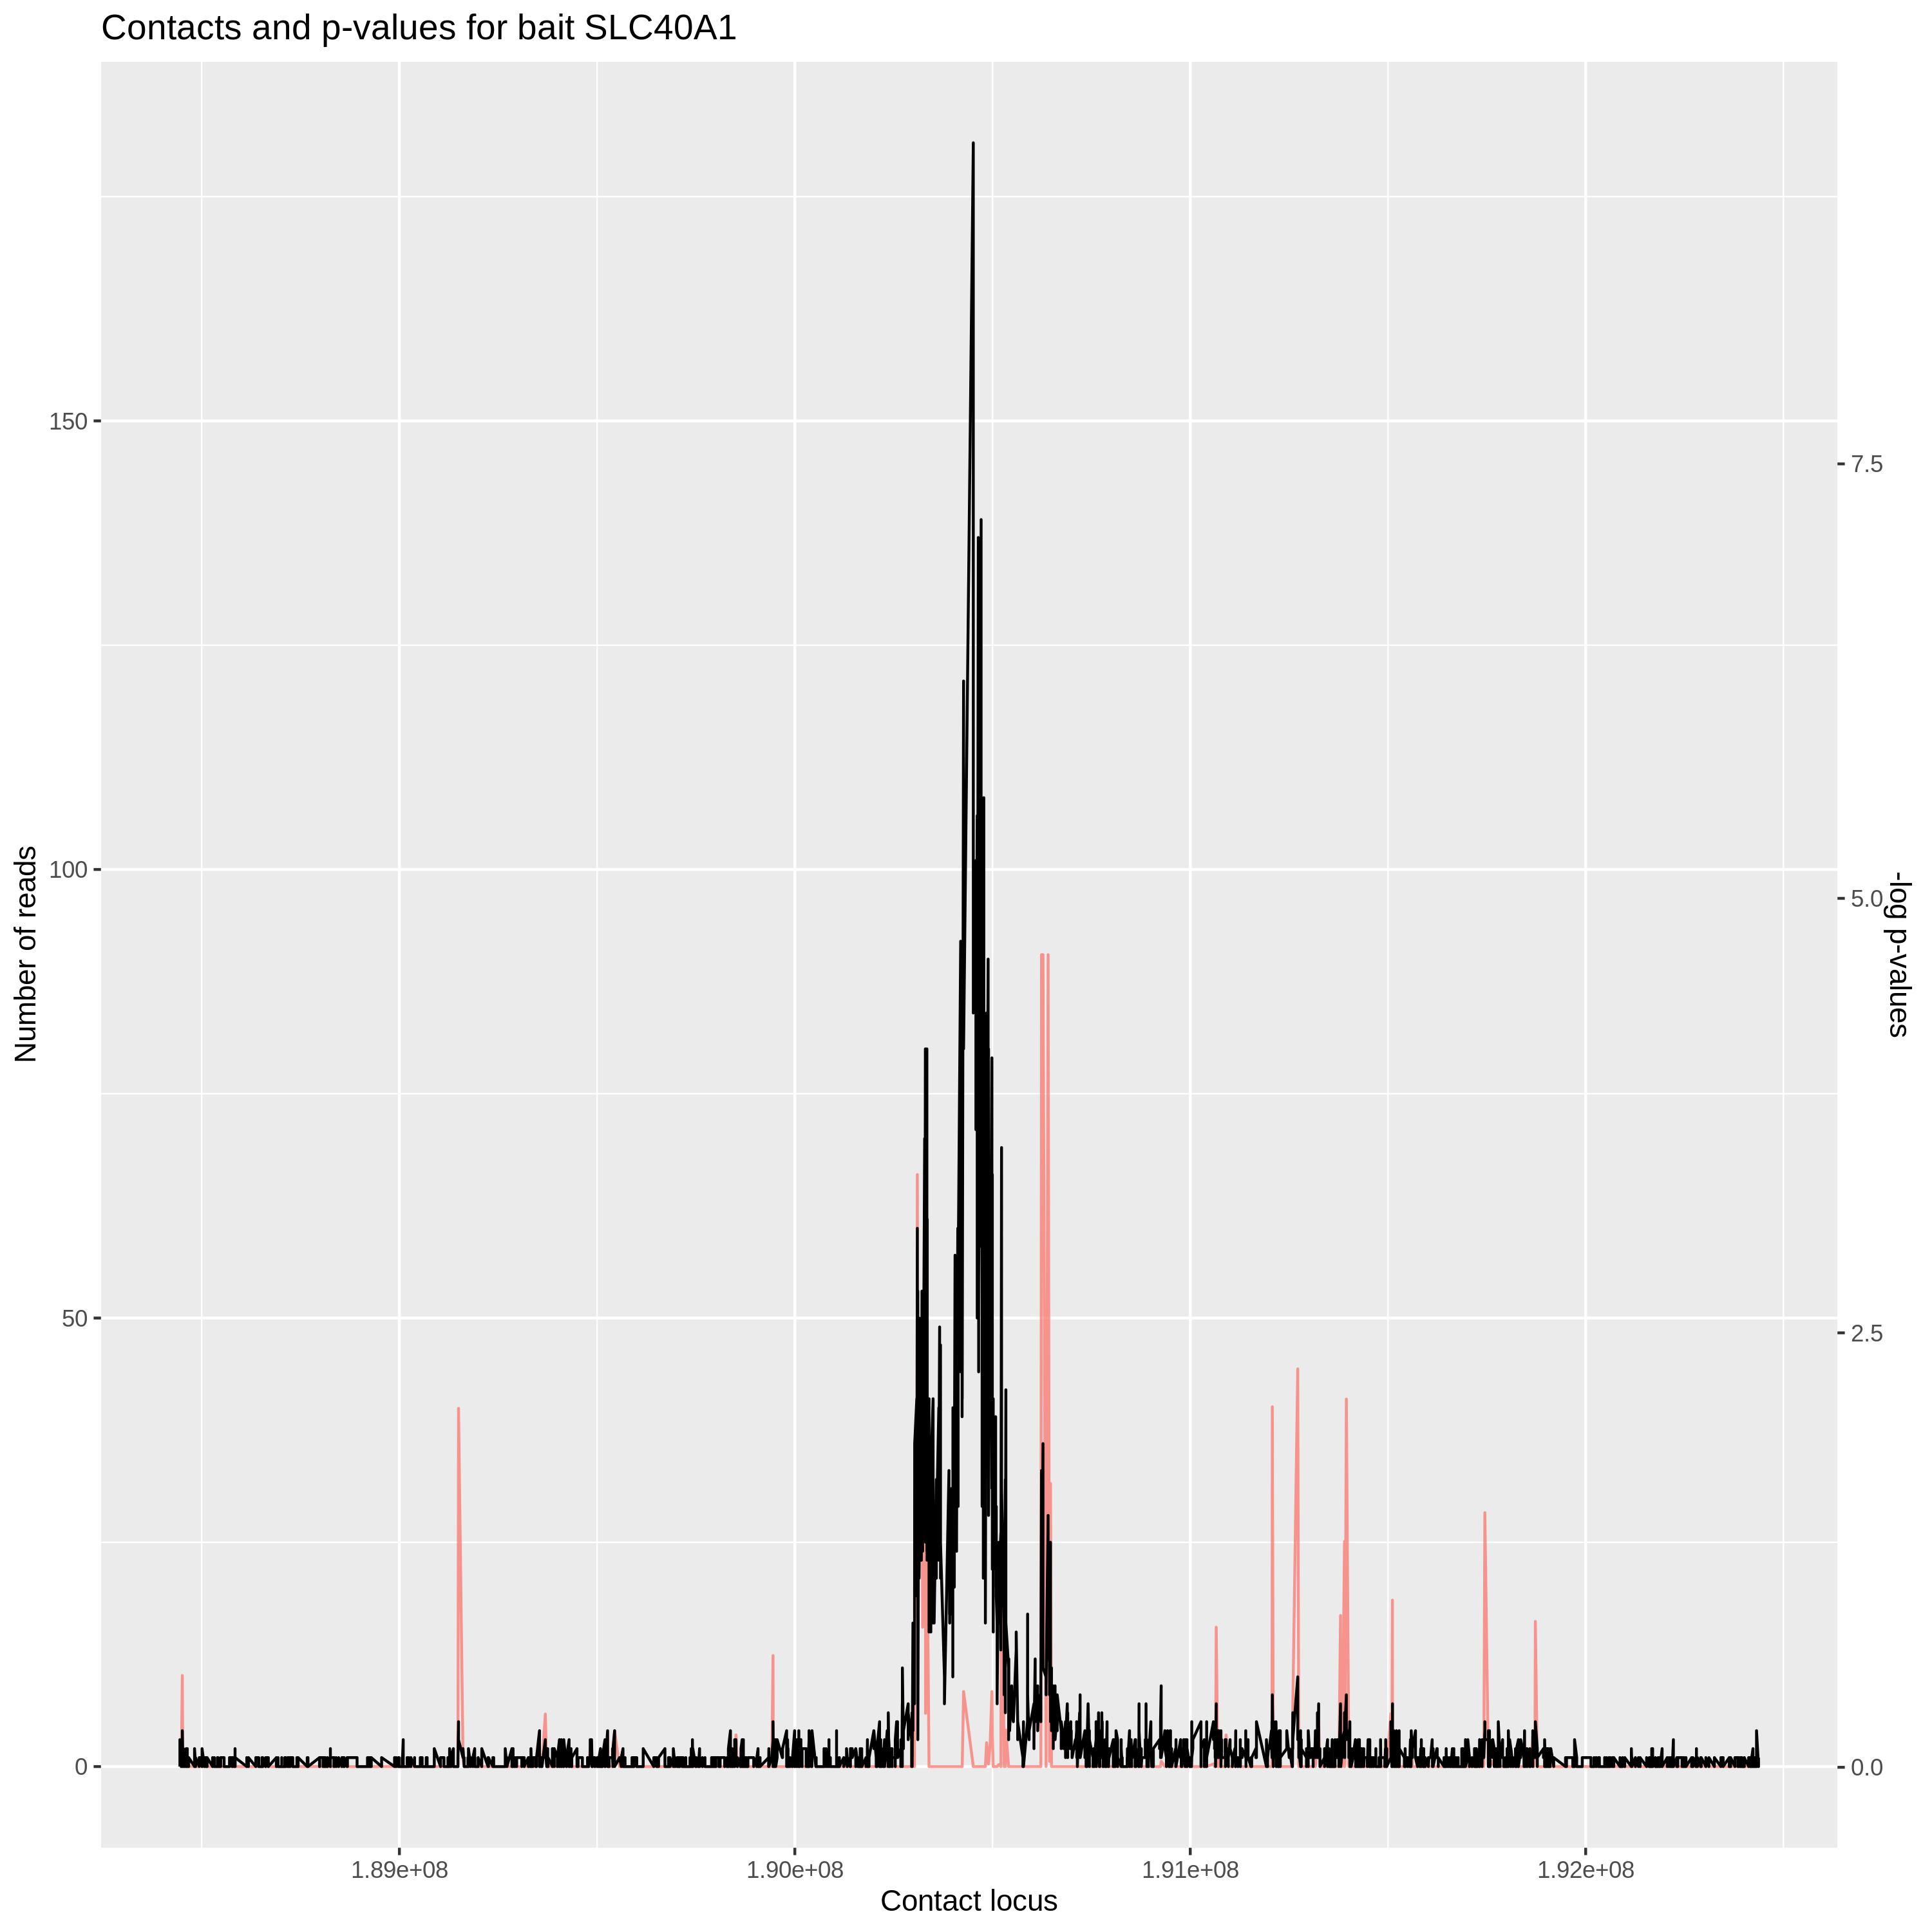 Contacts and p-values for bait SLC40A1
Number of reads
150
100
50
0
7.5
5.0
2.5
0.0
-log p-values
1.89e+08 1.90e+08 1.91e+08 1.92e+08
Contact locus